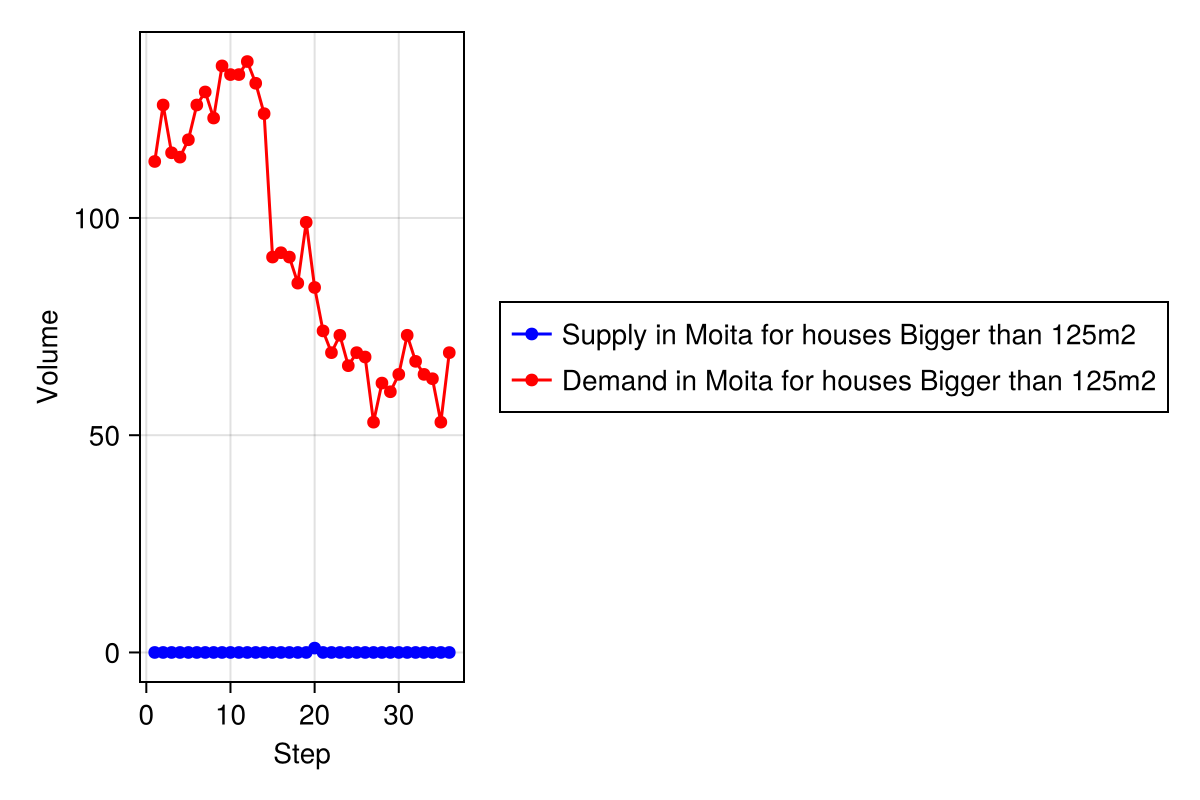 Volume
100
50
0
0 10 20 30
Step
Supply in Moita for houses Bigger than 125m2
Demand in Moita for houses Bigger than 125m2